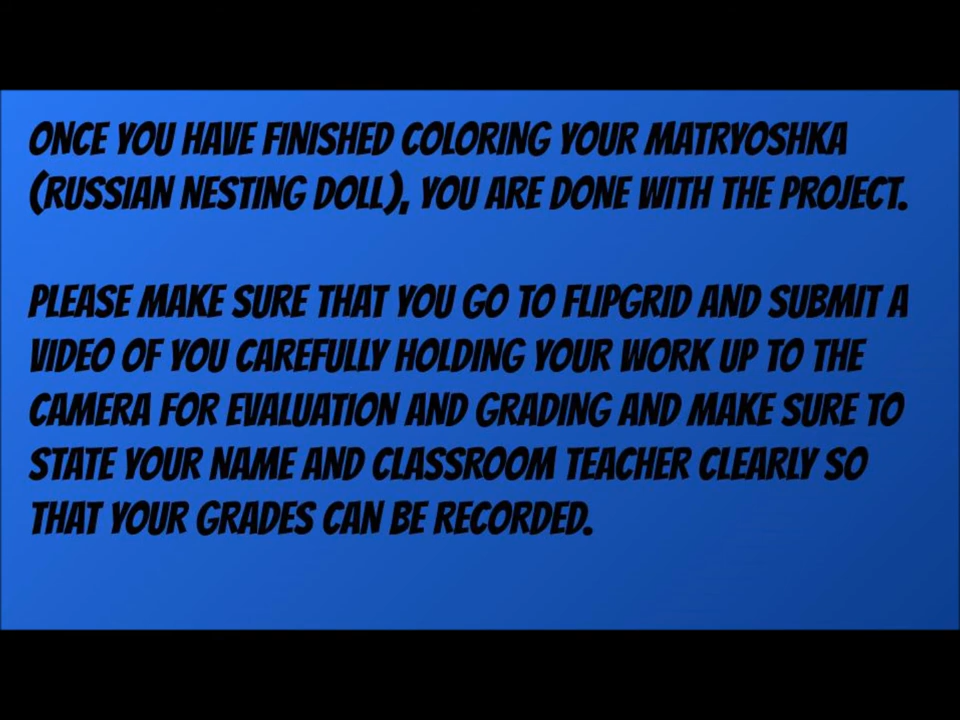 ONCE YOU HAVE FINISHED COLORING YOUR MATRYOSHKA
(RUSSIAN NESTING DOLL), YOU ARE DONE WITH THE PROJECT.
PLEASE MAKE SURE THAT YOU GO TO FLIPGRID AND SUBMIT A
VIDEO OF YOU CAREFULLY HOLDING YOUR WORK UP TO THE
CAMERA FOR EVALUATION AND GRADING AND MAKE SURE TO
STATE YOUR NAME AND CLASSROOM TEACHER CLEARLY SO
THAT YOUR GRADES CAN BE RECORDED.